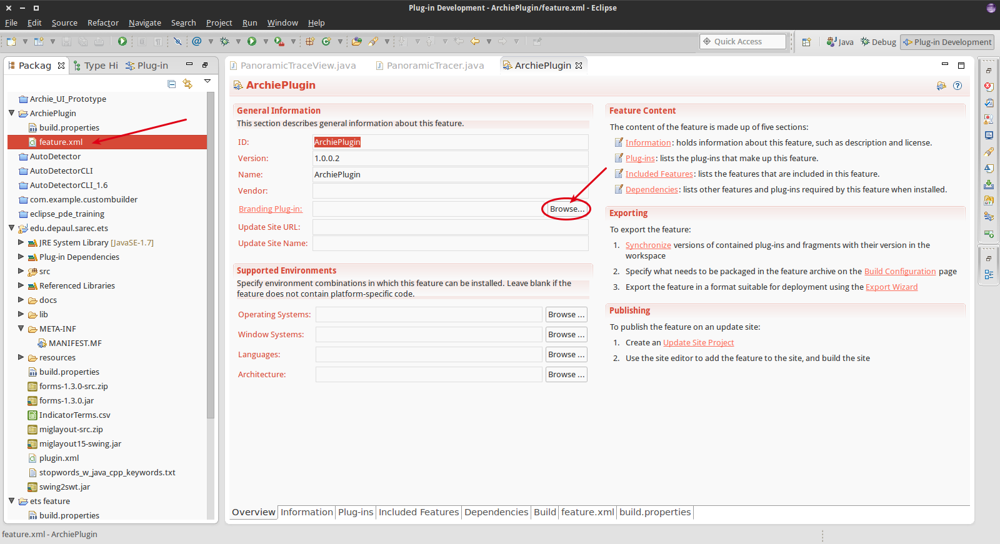 Plug-in Development - ArchiePlugin/feature.xml - Eclipse
File Edit Source Refactor Navigate Search Project Run Window Help
Quick Access
Java Debug Plug-in Development
Packag Type Hi Plug-in
Archie_UI_Prototype
ArchiePlugin
build.properties
feature.xml
AutoDetector
AutoDetectorCLI
AutoDetectorCLI_1.6
com.example.custombuilder
eclipse_pde_training
edu.depaul.sarec.ets
JRE System Library [JavaSE-1.7]
Plug-in Dependencies
src
Referenced Libraries
docs
lib
META-INF
MANIFEST.MF
resources
build.properties
forms-1.3.0-src.zip
forms-1.3.0.jar
IndicatorTerms.csv
miglayout-src.zip
miglayout15-swing.jar
plugin.xml
stopwords_w_java_cpp_keywords.txt
swing2swt.jar
ets feature
build.properties
PanoramicTraceView.java PanoramicTracer.java ArchiePlugin
ArchiePlugin
General Information
This section describes general information about this feature.
ID: ArchiePlugin
Version: 1.0.0.2
Name: ArchiePlugin
Vendor:
Branding Plug-in: Browse...
Update Site URL:
Update Site Name:
Supported Environments
Specify environment combinations in which this feature can be installed. Leave blank if the
feature does not contain platform-specific code.
Operating Systems: Browse ...
Window Systems: Browse ...
Languages: Browse ...
Architecture: Browse ...
Feature Content
The content of the feature is made up of five sections:
Information: holds information about this feature, such as description and license.
Plug-ins: lists the plug-ins that make up this feature.
Included Features: lists the features that are included in this feature.
Dependencies: lists other features and plug-ins required by this feature when installed.
Exporting
To export the feature:
1. Synchronize versions of contained plug-ins and fragments with their version in the
workspace
2. Specify what needs to be packaged in the feature archive on the Build Configuration page
3. Export the feature in a format suitable for deployment using the Export Wizard
Publishing
To publish the feature on an update site:
1. Create an Update Site Project
2. Use the site editor to add the feature to the site, and build the site
Overview Information Plug-ins Included Features Dependencies Build feature.xml build.properties
feature.xml - ArchiePlugin